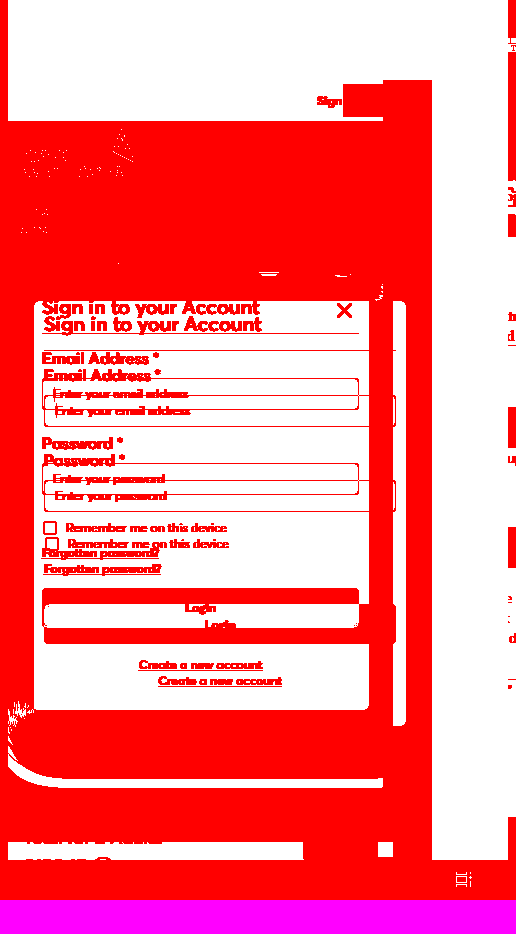 Sign
Sign in to your Account
Sign in to your Account
Email Address *
Email Address *
Enter your email address
Enter your email address
Password *
Password *
Enter your password
Enter your password
Remember me on this device
Remember me on this device
Forgotten password?
Forgotten password?
Login
Login
Create a new account
Create a new account